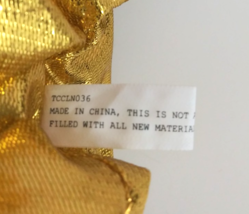 TCCLN036
MADE IN CHINA, THIS IS NOT
FILLED WITH ALL NEW MATERIA